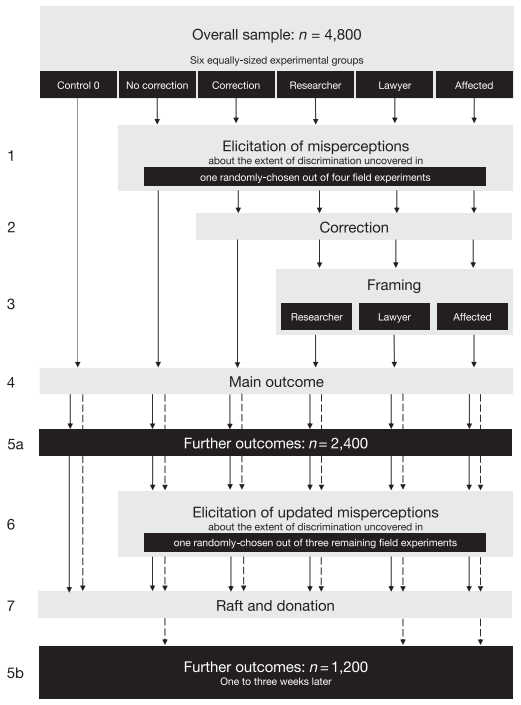 Overall sample: n = 4,800
Six equally-sized experimental groups
Control 0 No correction Correction Researcher Lawyer Affected
1
Elicitation of misperceptions
about the extent of discrimination uncovered in
one randomly-chosen out of four field experiments
2
Correction
3
Framing
Researcher Lawyer Affected
4
Main outcome
5a
Further outcomes: n = 2,400
6
Elicitation of updated misperceptions
about the extent of discrimination uncovered in
one randomly-chosen out of three remaining field experiments
7
Raft and donation
5b
Further outcomes: n = 1,200
One to three weeks later